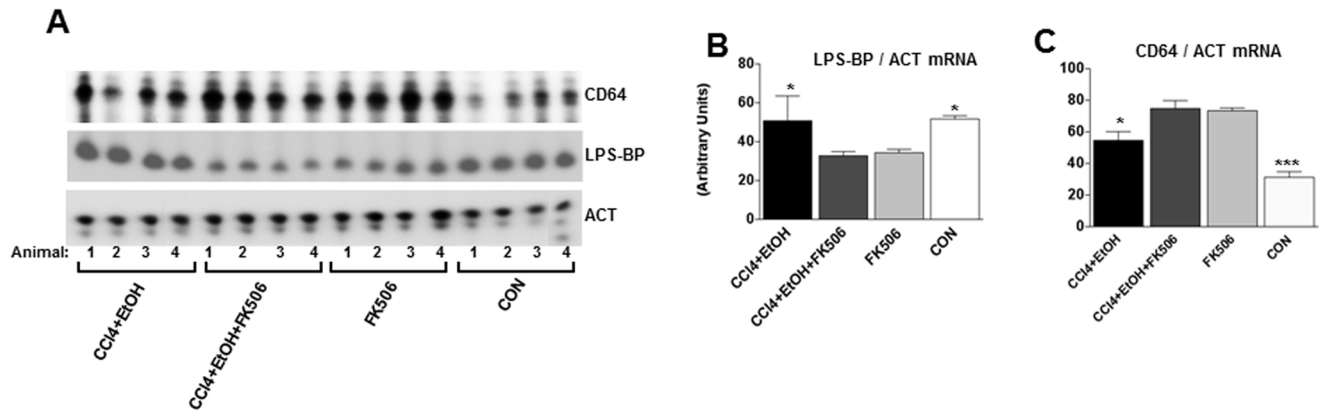 A
CD64
LPS-BP
ACT
Animal: 1 2 3 4 1 2 3 4 1 2 3 4 1 2 3 4
CCl4+EtOH
CCl4+EtOH+FK506
FK506
CON
B
LPS-BP / ACT mRNA
(Arbitrary Units)
80
60
40
20
0
*
*
CCl4+EtOH
CCl4+EtOH+FK506
FK506
CON
C
CD64 / ACT mRNA
100
80
60
40
20
0
*
***
CCl4+EtOH
CCl4+EtOH+FK506
FK506
CON